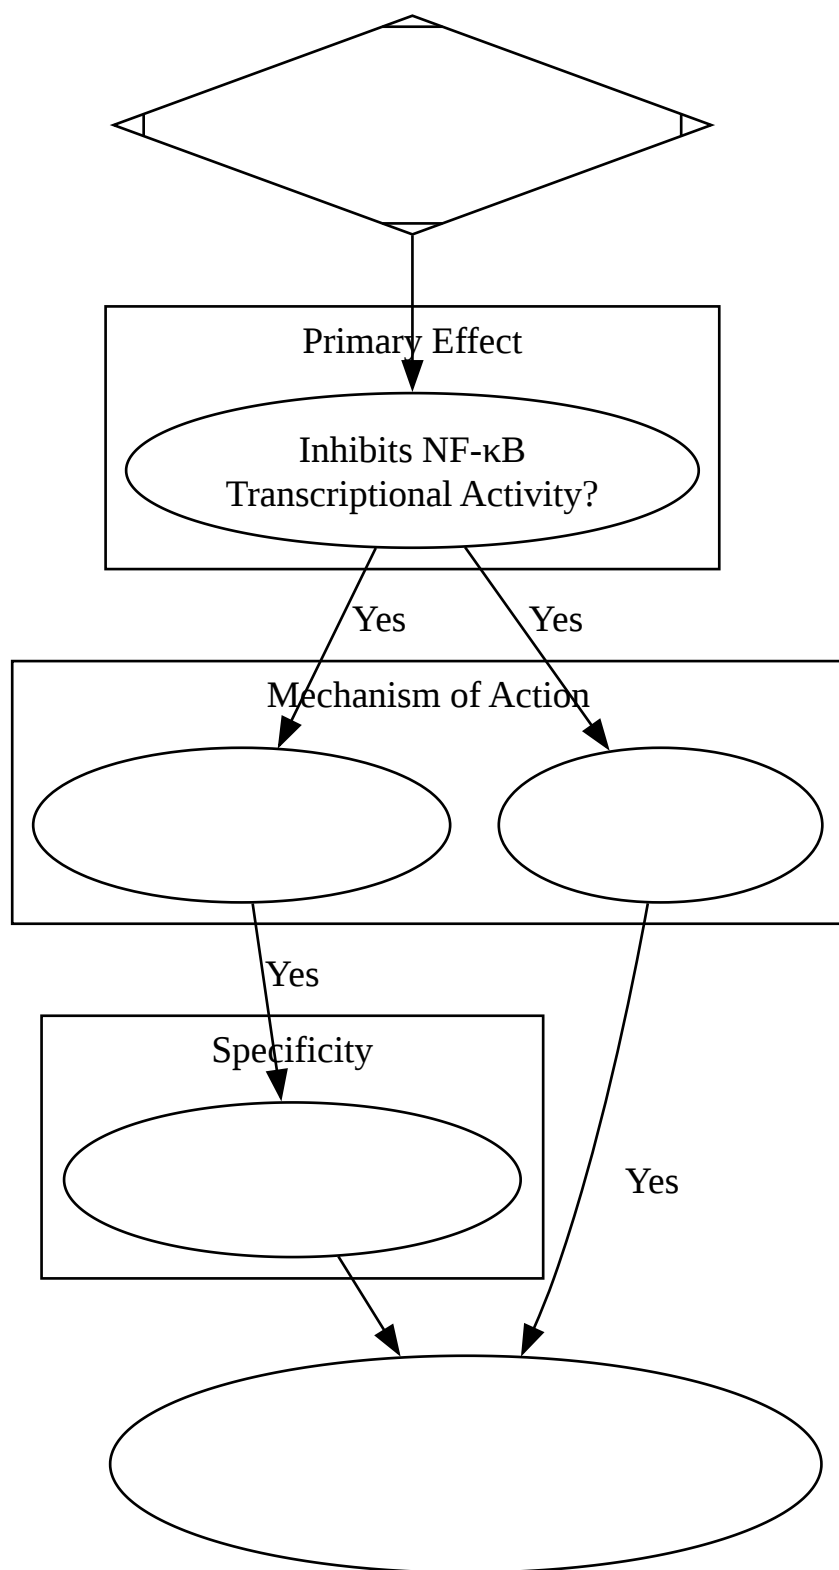 Primary Effect
Inhibits NF-κB
Transcriptional Activity?
Yes
Yes
Mechanism of Action
Yes
Specificity
Yes